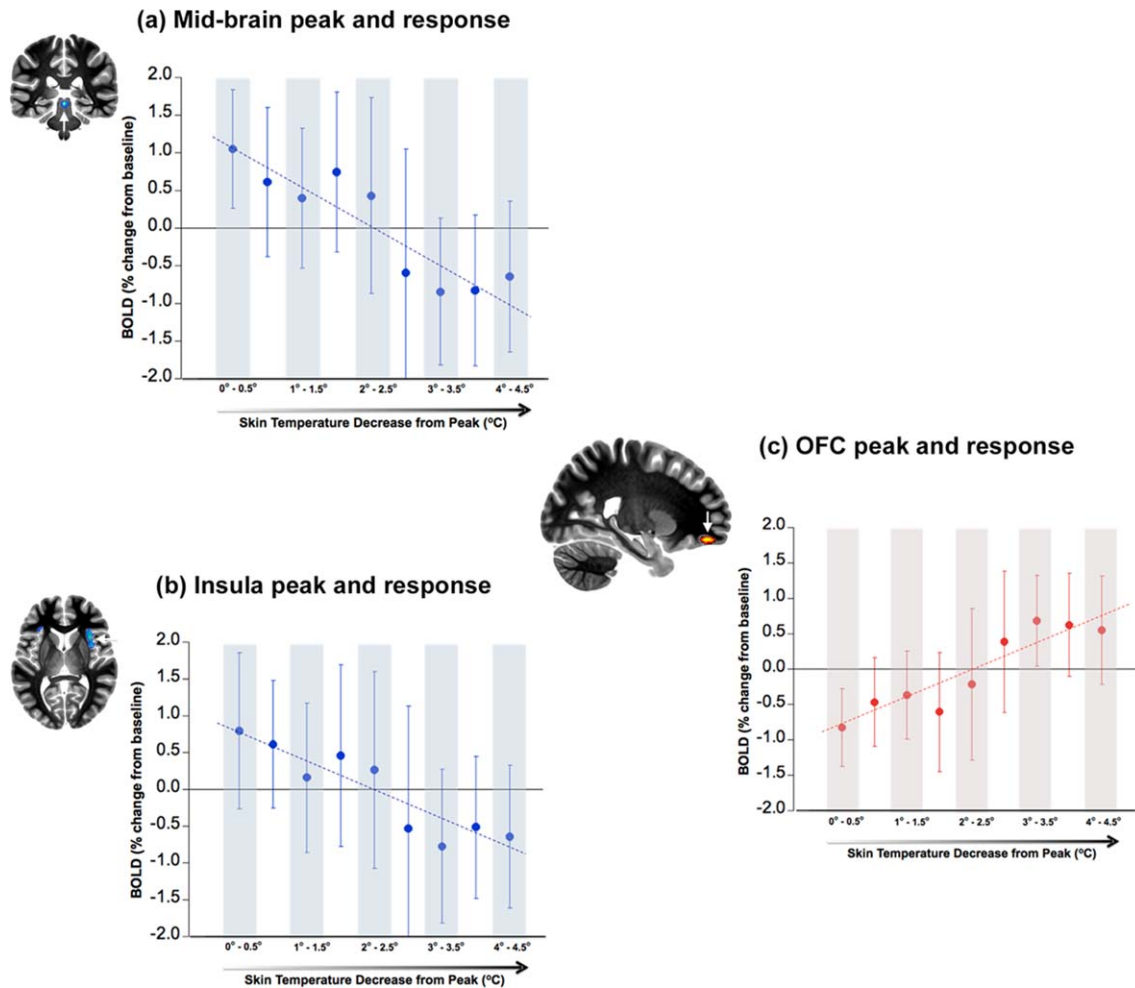 (a) Mid-brain peak and response
BOLD (% change from baseline)
2.0
1.5
1.0
0.5
0.0
-0.5
-1.0
-1.5
-2.0
0° - 0.5° 1° - 1.5° 2° - 2.5° 3° - 3.5° 4° - 4.5°
Skin Temperature Decrease from Peak (ºC)
(b) Insula peak and response
BOLD (% change from baseline)
2.0
1.5
1.0
0.5
0.0
-0.5
-1.0
-1.5
-2.0
0° - 0.5° 1° - 1.5° 2° - 2.5° 3° - 3.5° 4° - 4.5°
Skin Temperature Decrease from Peak (ºC)
(c) OFC peak and response
BOLD (% change from baseline)
2.0
1.5
1.0
0.5
0.0
-0.5
-1.0
-1.5
-2.0
0° - 0.5° 1° - 1.5° 2° - 2.5° 3° - 3.5° 4° - 4.5°
Skin Temperature Decrease from Peak (ºC)